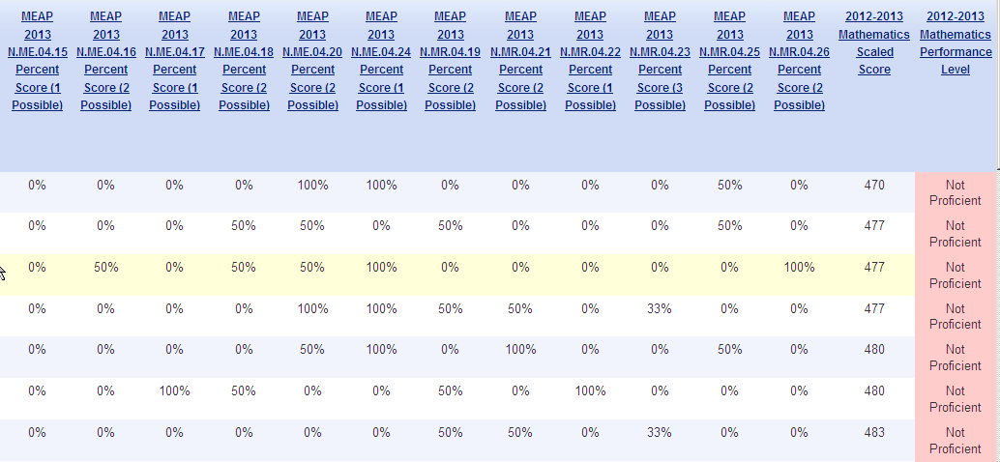 MEAP MEAP MEAP MEAP MEAP MEAP MEAP MEAP MEAP MEAP MEAP MEAP 2012-2013 2012-2013
2013 2013 2013 2013 2013 2013 2013 2013 2013 2013 2013 2013 Mathematics Mathematics
N.ME.04.15 N.ME.04.16 N.ME.04.17 N.ME.04.18 N.ME.04.20 N.ME.04.24 N.MR.04.19 N.MR.04.21 N.MR.04.22 N.MR.04.23 N.MR.04.25 N.MR.04.26 Scaled Performance
Percent Percent Percent Percent Percent Percent Percent Percent Percent Percent Percent Percent Score Level
Score (1 Score (2 Score (1 Score (2 Score (2 Score (1 Score (2 Score (2 Score (1 Score (3 Score (2 Score (2
Possible) Possible) Possible) Possible) Possible) Possible) Possible) Possible) Possible) Possible) Possible) Possible)
0% 0% 0% 0% 100% 100% 0% 0% 0% 0% 50% 0% 470 Not
Proficient
0% 0% 0% 50% 50% 0% 50% 0% 0% 0% 50% 0% 477 Not
Proficient
0% 50% 0% 50% 50% 100% 0% 0% 0% 0% 0% 100% 477 Not
Proficient
0% 0% 0% 0% 100% 100% 50% 50% 0% 33% 0% 0% 477 Not
Proficient
0% 0% 0% 0% 50% 100% 0% 100% 0% 0% 50% 0% 480 Not
Proficient
0% 0% 100% 50% 0% 0% 50% 0% 100% 0% 0% 0% 480 Not
Proficient
0% 0% 0% 0% 0% 0% 50% 50% 0% 33% 0% 0% 483 Not
Proficient